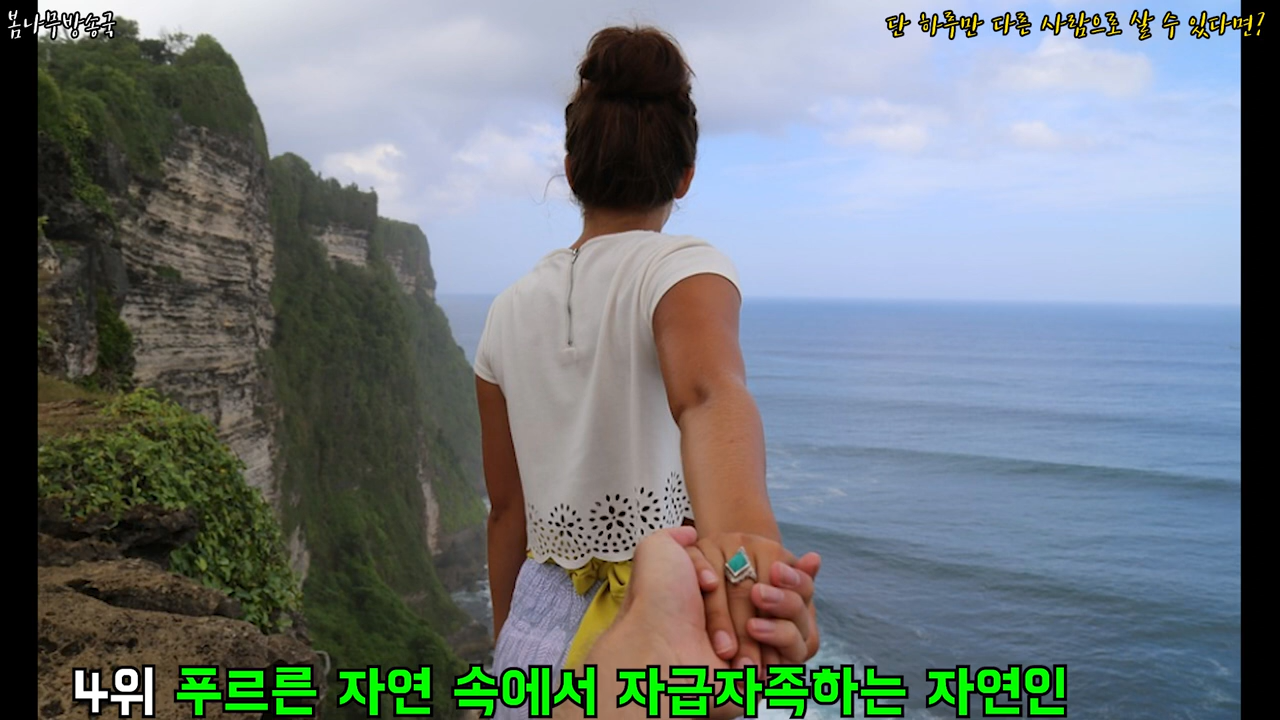 봄나무방송국
단 하루만 다른 사람으로 살 수 있다면?
4위 푸르른 자연 속에서 자급자족하는 자연인